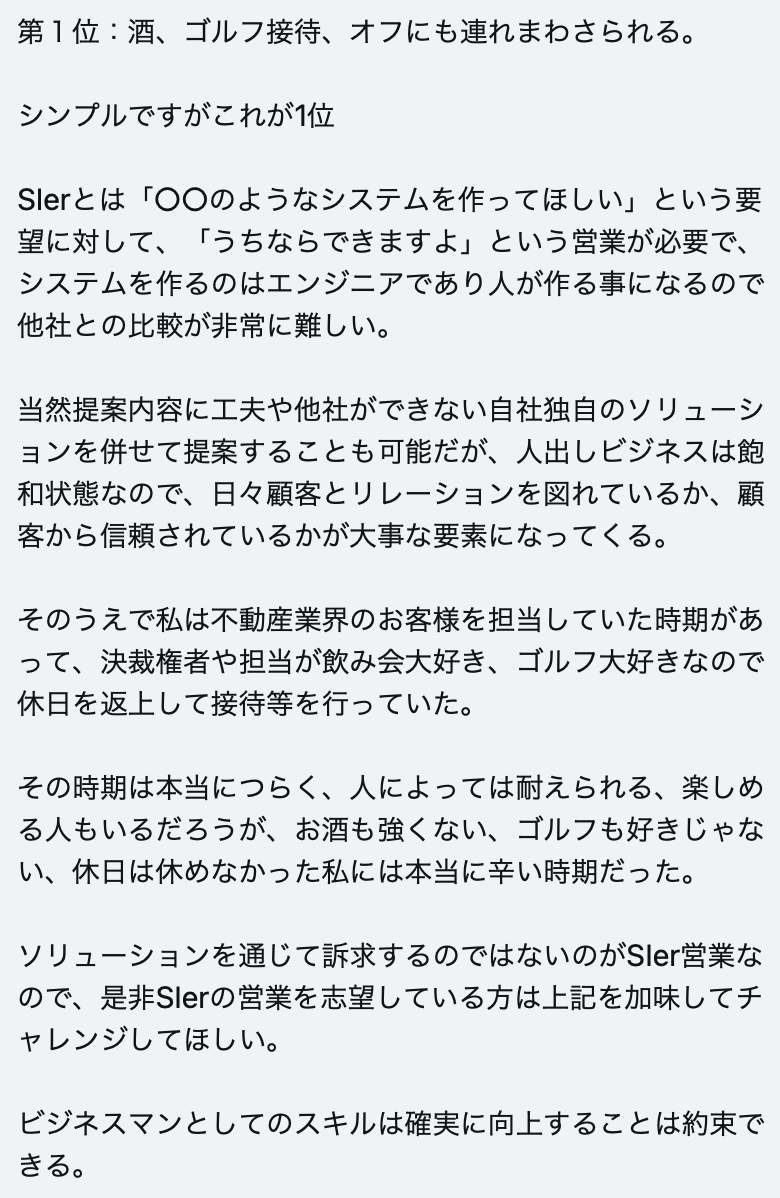 第１位：酒、ゴルフ接待、オフにも連れまわさられる。
シンプルですがこれが1位
SIerとは「〇〇のようなシステムを作ってほしい」という要
望に対して、「うちならできますよ」という営業が必要で、
システムを作るのはエンジニアであり人が作る事になるので
他社との比較が非常に難しい。
当然提案内容に工夫や他社ができない自社独自のソリューシ
ョンを併せて提案することも可能だが、人出しビジネスは飽
和状態なので、日々顧客とリレーションを図れているか、顧
客から信頼されているかが大事な要素になってくる。
そのうえで私は不動産業界のお客様を担当していた時期があ
って、決裁権者や担当が飲み会大好き、ゴルフ大好きなので
休日を返上して接待等を行っていた。
その時期は本当につらく、人によっては耐えられる、楽しめ
る人もいるだろうが、お酒も強くない、ゴルフも好きじゃな
い、休日は休めなかった私には本当に辛い時期だった。
ソリューションを通じて訴求するのではないのがSIer営業な
ので、是非SIerの営業を志望している方は上記を加味してチ
ャレンジしてほしい。
ビジネスマンとしてのスキルは確実に向上することは約束で
きる。